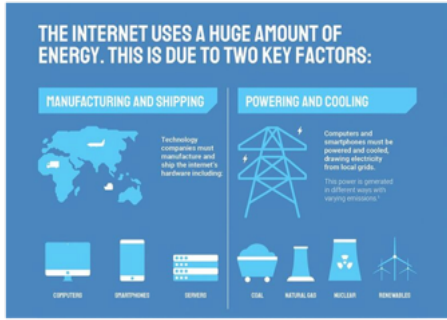 THE INTERNET USES A HUGE AMOUNT OF
ENERGY. THIS IS DUE TO TWO KEY FACTORS:
MANUFACTURING AND SHIPPING
Technology
companies must
manufacture and
ship the internet's
hardware including:
COMPUTERS
SMARTPHONES
SERVERS
POWERING AND COOLING
Computers and
smartphones must be
powered and cooled,
drawing electricity
from local grids.
This power is generated
in different ways with
varying emissions.
COAL
NATURAL GAS
NUCLEAR
RENEWABLES